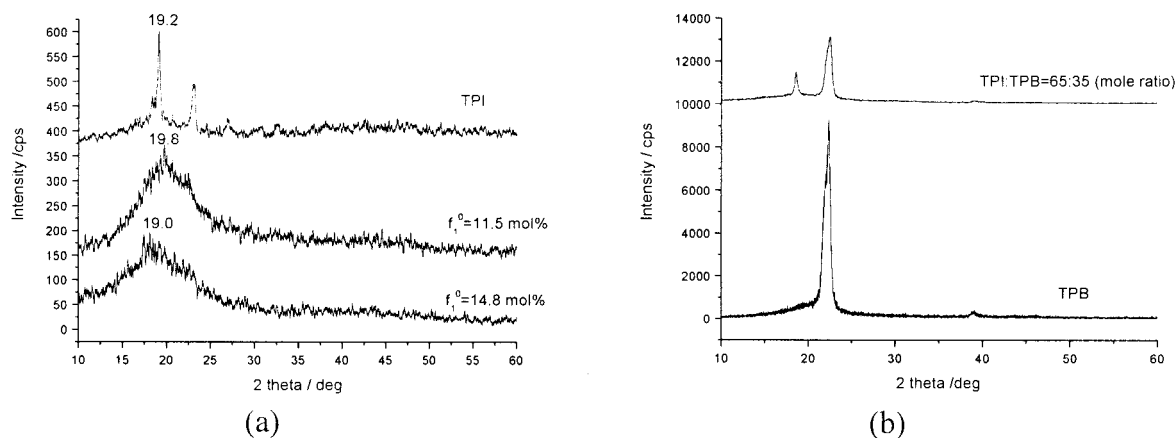 19.2
600
550
500
450
400
350
300
250
200
150
100
50
0
Intensity /cps
TPI
19.8
f₁⁰=11.5 mol%
19.0
f₁⁰=14.8 mol%
10 15 20 25 30 35 40 45 50 55 60
2 theta / deg
(a)
14000
12000
10000
8000
6000
4000
2000
0
Intensity / cps
TPI:TPB=65:35 (mole ratio)
TPB
10 20 30 40 50 60
2 theta /deg
(b)